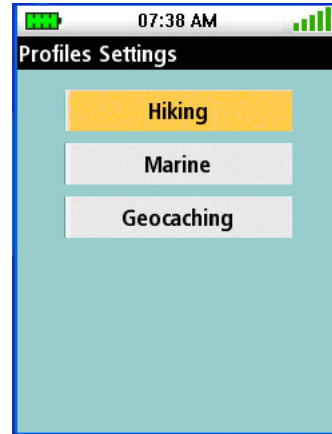 07:38 AM
Profiles Settings
Hiking
Marine
Geocaching